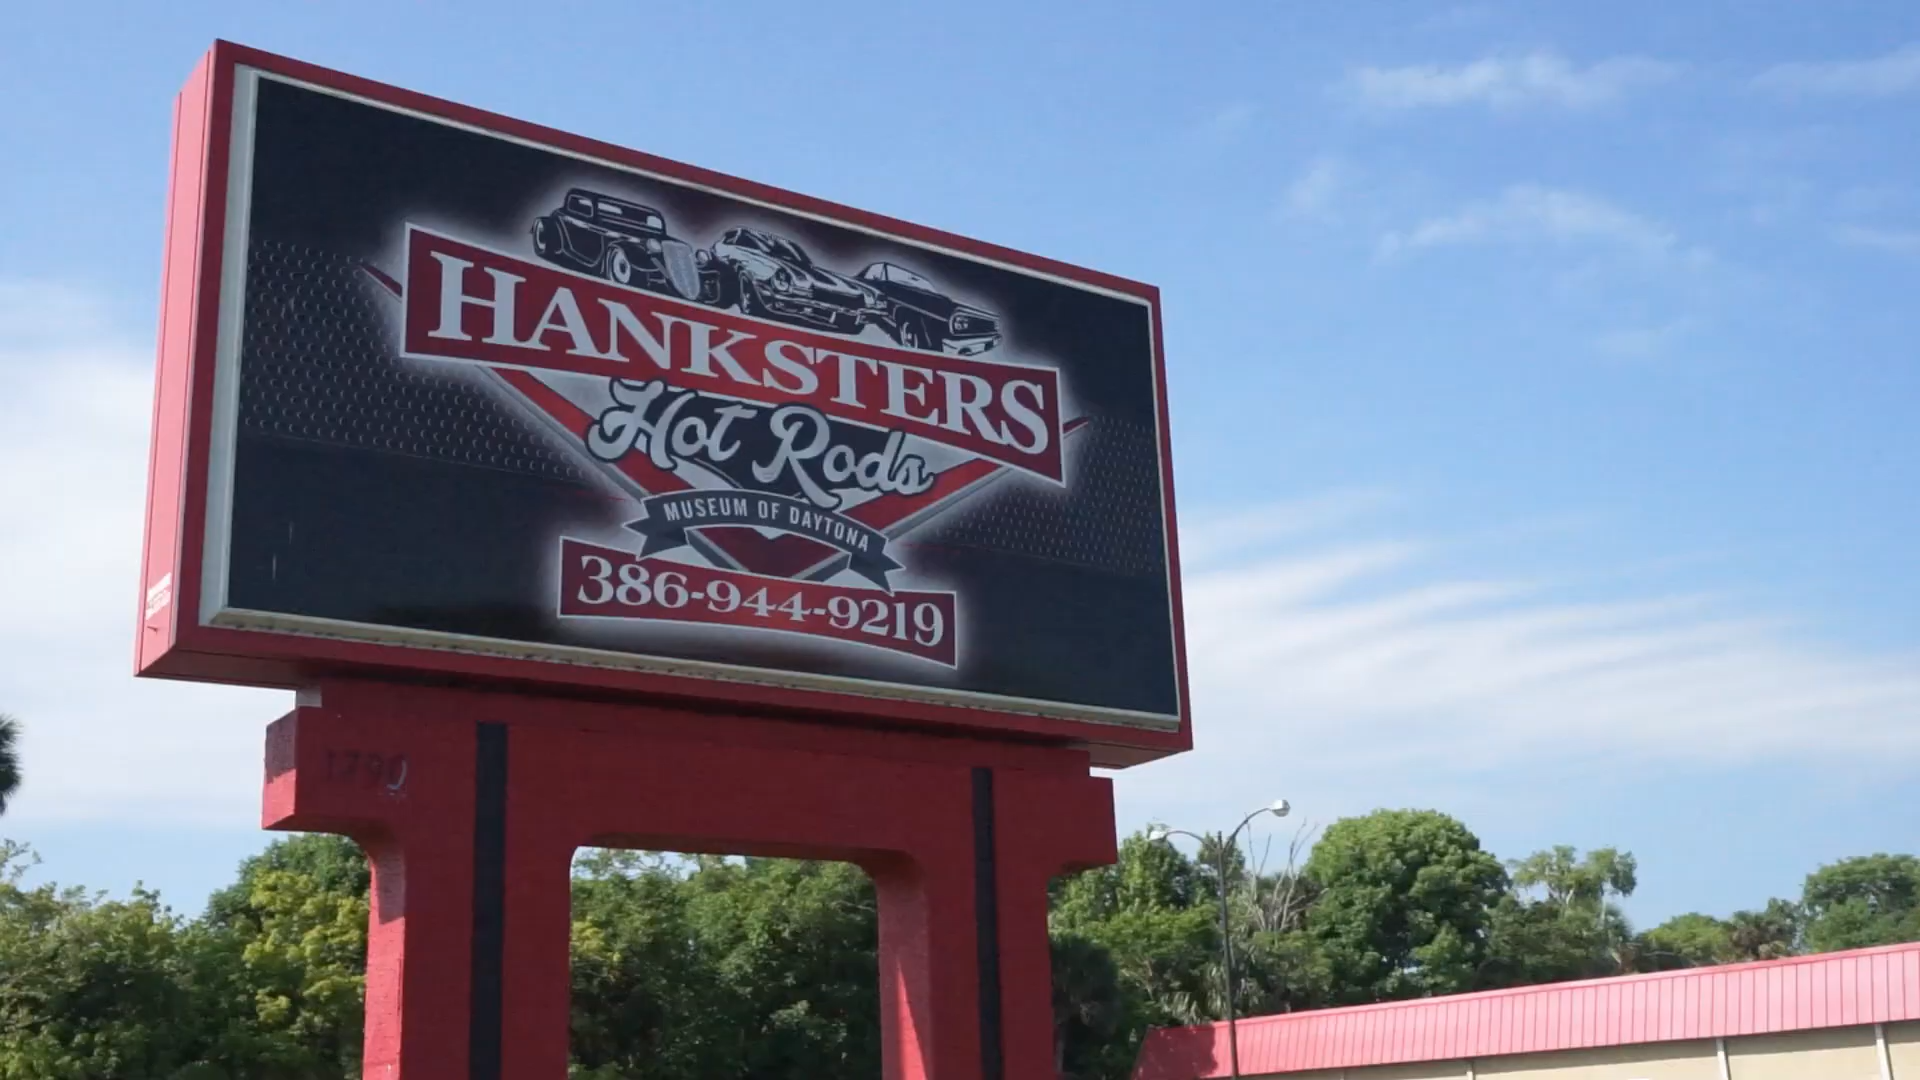 HANKSTERS
Hot Rods
MUSEUM OF DAYTONA
386-944-9219
1790